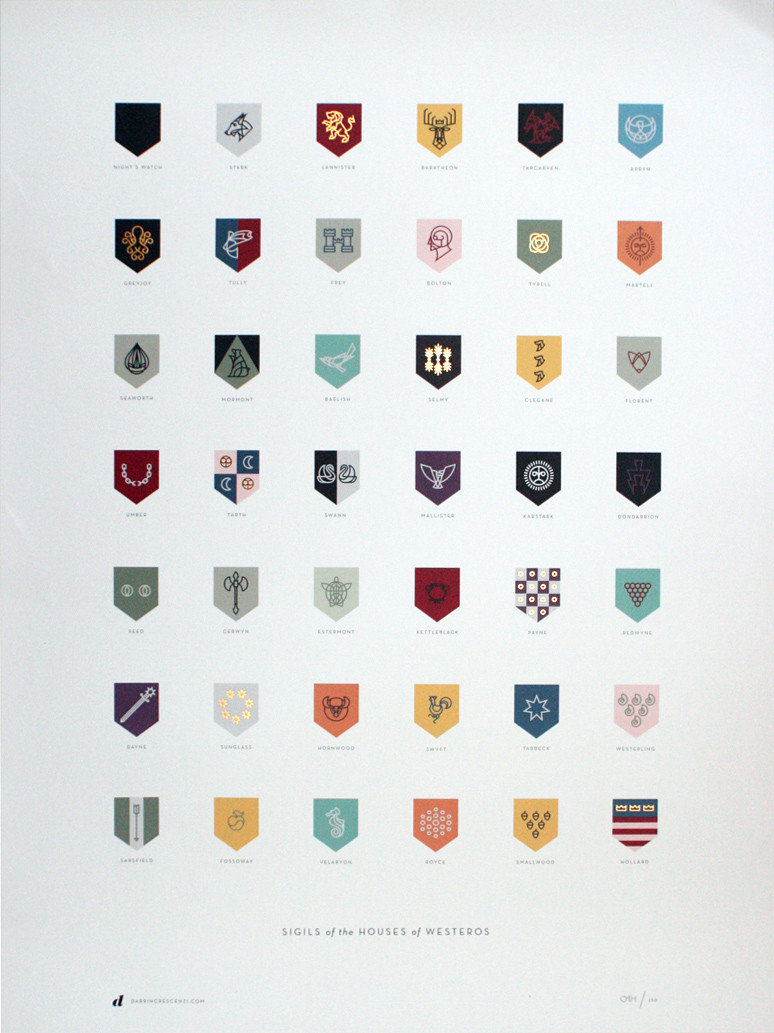 NIGHT'S WATCH STARK LANNISTER BARATHEON TARGARYEN ARRYN
GREYJOY TULLY FREY BOLTON TYRELL MARTELL
SEAWORTH MORMONT BAELISH SELMY CLEGANE FLORENT
UMBER TARTH SWANN MALLISTER KARSTARK DONDARRION
REED CERWYN ESTERMONT KETTLEBLACK PAYNE REDWYNE
DAYNE SUNGLASS HORNWOOD SWYFT TARBECK WESTERLING
SARSFIELD FOSSOWAY VELARYON ROYCE SMALLWOOD HOLLARD
SIGILS of the HOUSES of WESTEROS
d DARRINCRESCENZI.COM